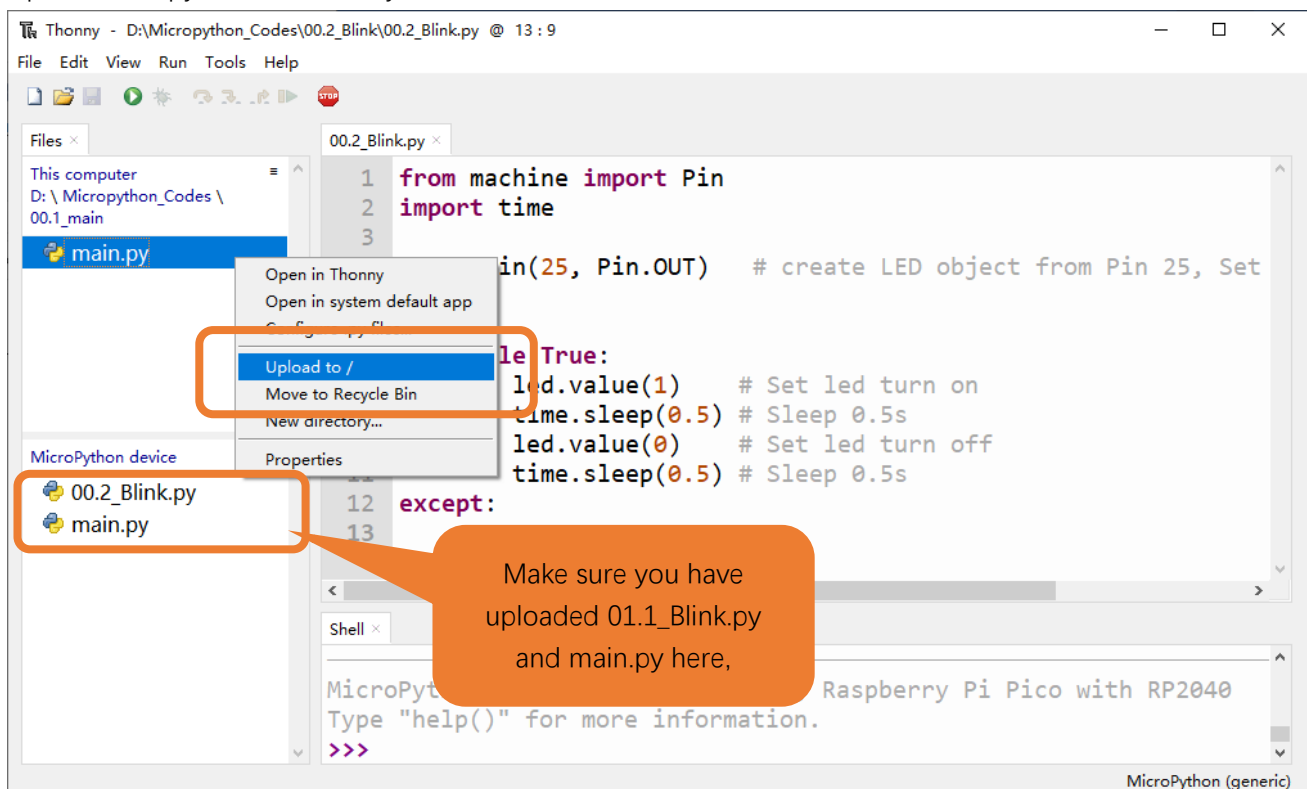 Thonny - D:\Micropython_Codes\00.2_Blink\00.2_Blink.py @ 13 : 9
File Edit View Run Tools Help
STOP
Files ×
This computer
D: \ Micropython_Codes \
00.1_main
main.py
Open in Thonny
Open in system default app
Upload to /
Move to Recycle Bin
New directory...
Properties
MicroPython device
00.2_Blink.py
main.py
00.2_Blink.py ×
1 from machine import Pin
2 import time
3
in(25, Pin.OUT) # create LED object from Pin 25, Set
le True:
led.value(1) # Set led turn on
time.sleep(0.5) # Sleep 0.5s
led.value(0) # Set led turn off
11 time.sleep(0.5) # Sleep 0.5s
12 except:
13
Make sure you have
uploaded 01.1_Blink.py
and main.py here,
Shell ×
MicroPyt Raspberry Pi Pico with RP2040
Type "help()" for more information.
>>>
MicroPython (generic)